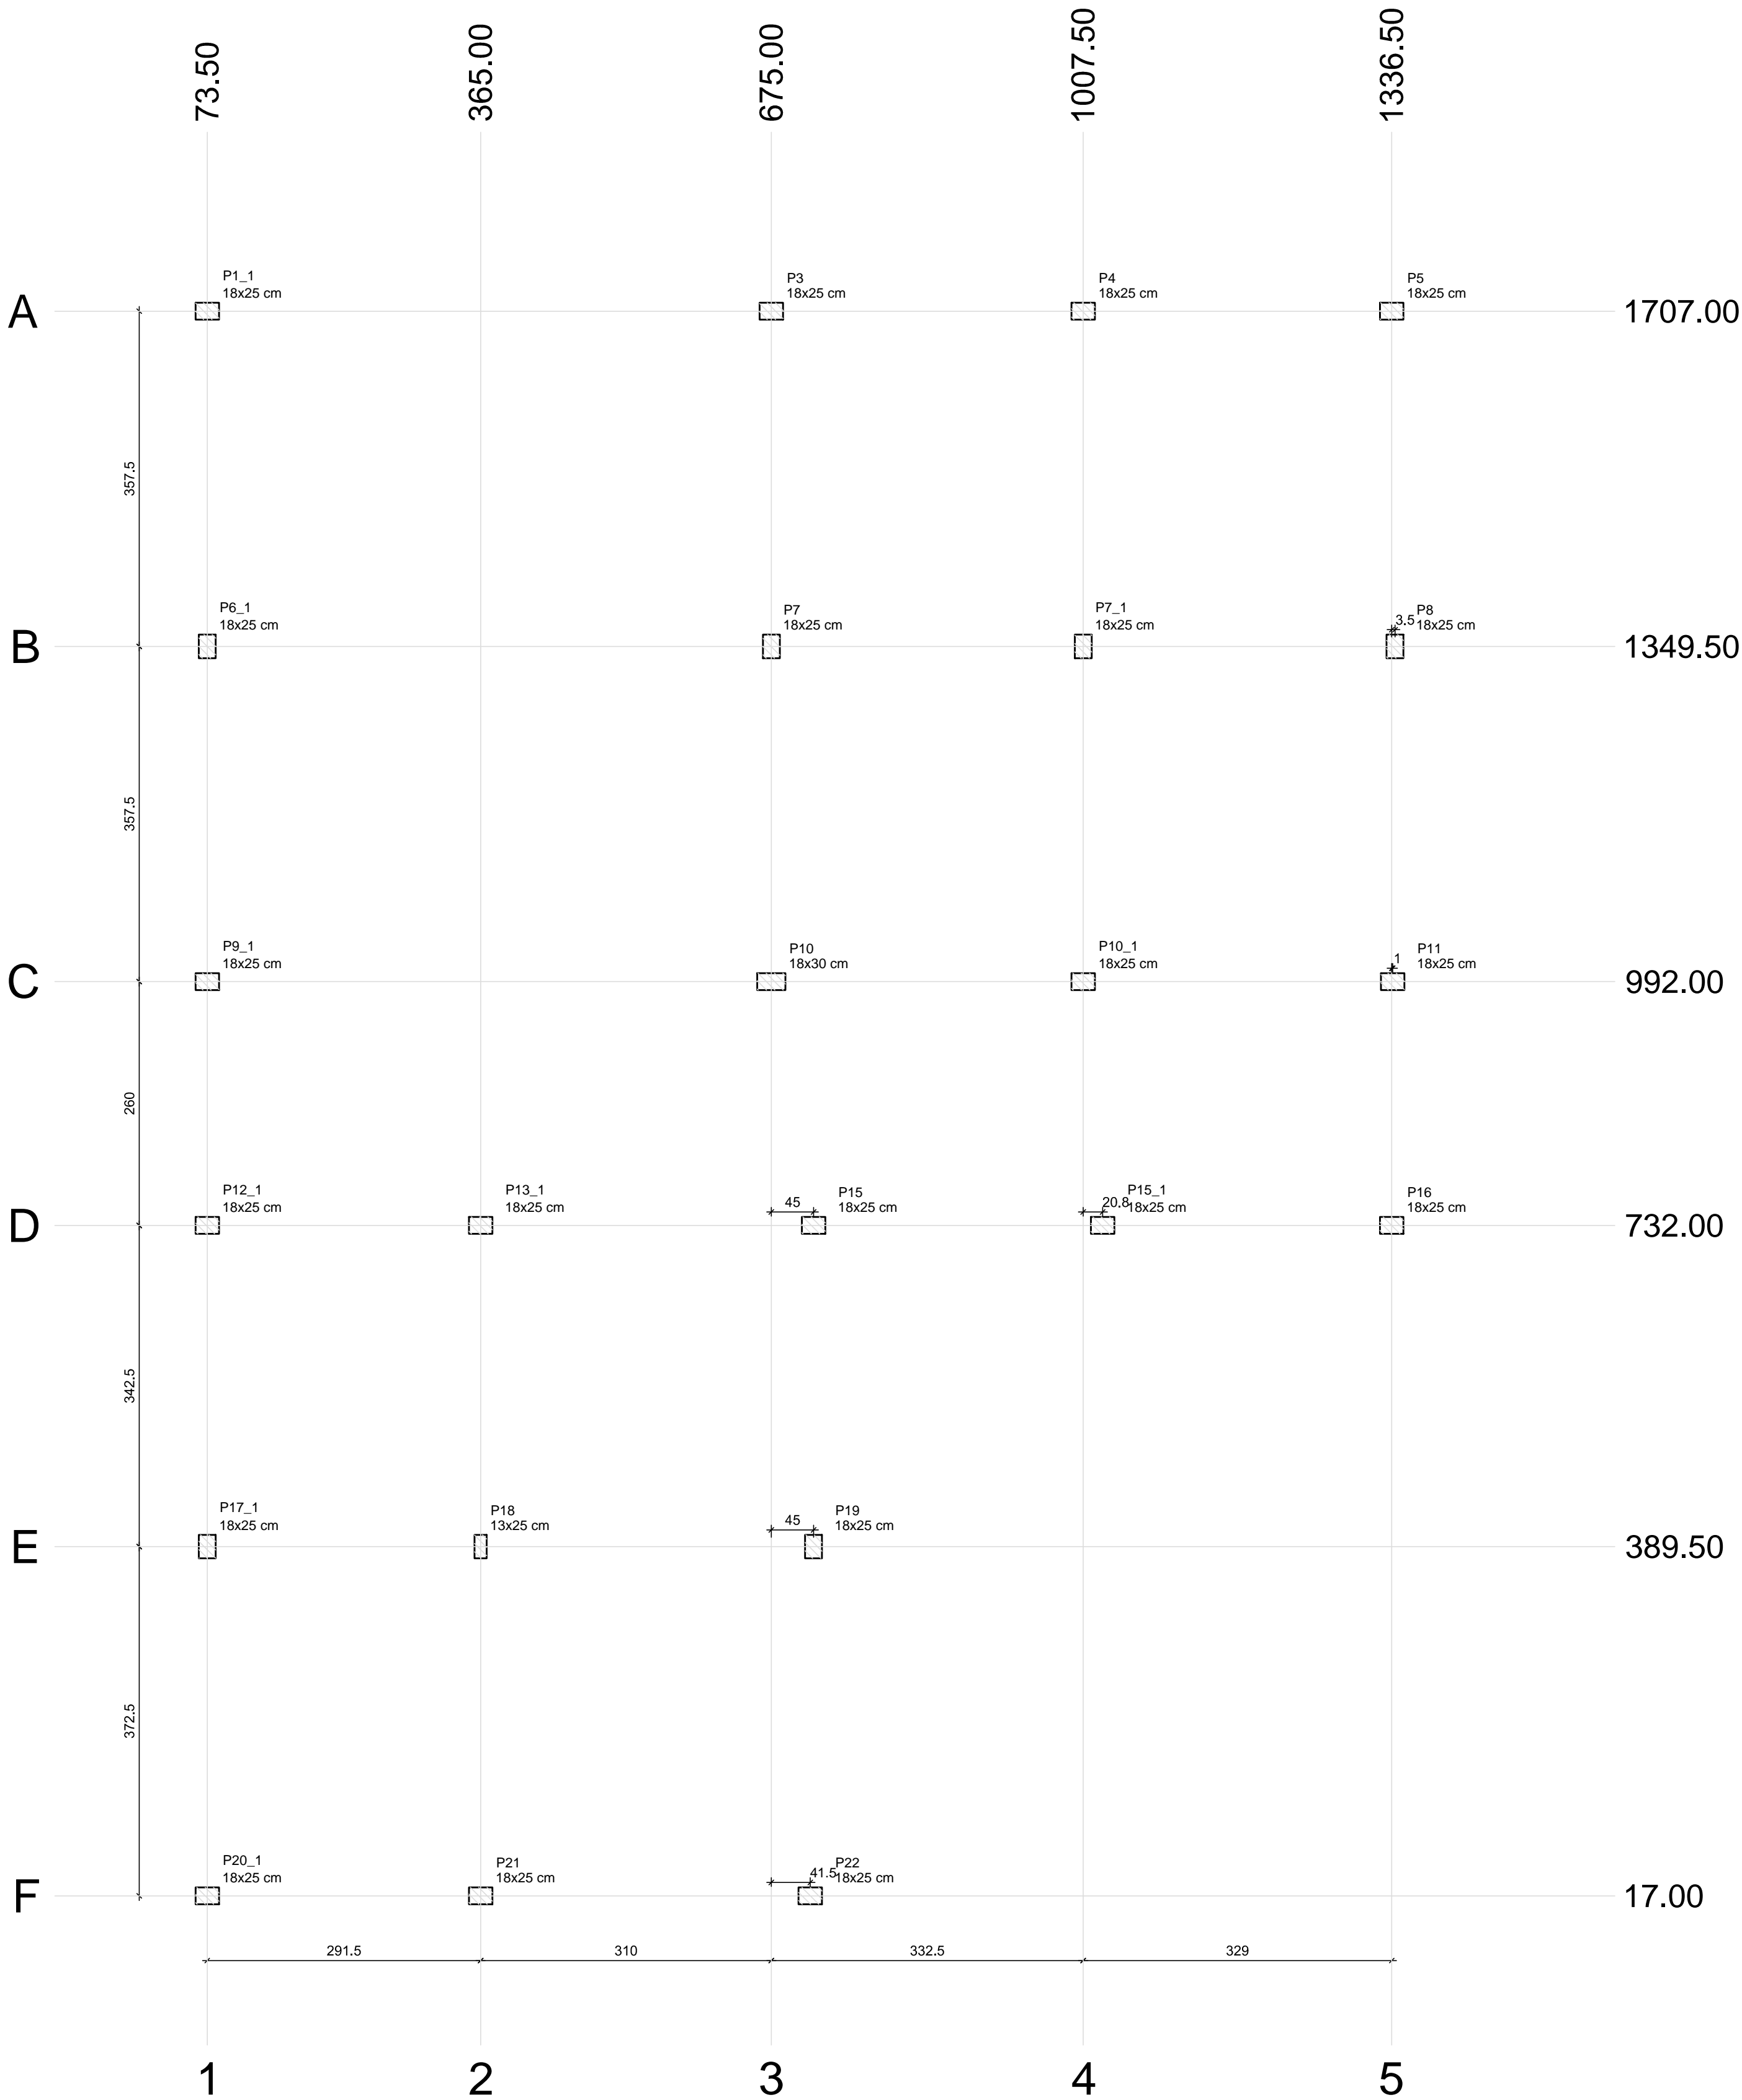 73.50
365.00
675.00
1007.50
1336.50
P1_1
18x25 cm
P3
18x25 cm
P4
18x25 cm
P5
18x25 cm
A
1707.00
357.5
P6_1
18x25 cm
P7
18x25 cm
P7_1
18x25 cm
3.5
P8
18x25 cm
B
1349.50
357.5
P9_1
18x25 cm
P10
18x30 cm
P10_1
18x25 cm
1
P11
18x25 cm
C
992.00
260
P12_1
18x25 cm
P13_1
18x25 cm
45
P15
18x25 cm
20.8
P15_1
18x25 cm
P16
18x25 cm
D
732.00
342.5
P17_1
18x25 cm
P18
13x25 cm
45
P19
18x25 cm
E
389.50
372.5
P20_1
18x25 cm
P21
18x25 cm
41.5
P22
18x25 cm
F
17.00
291.5
310
332.5
329
1
2
3
4
5